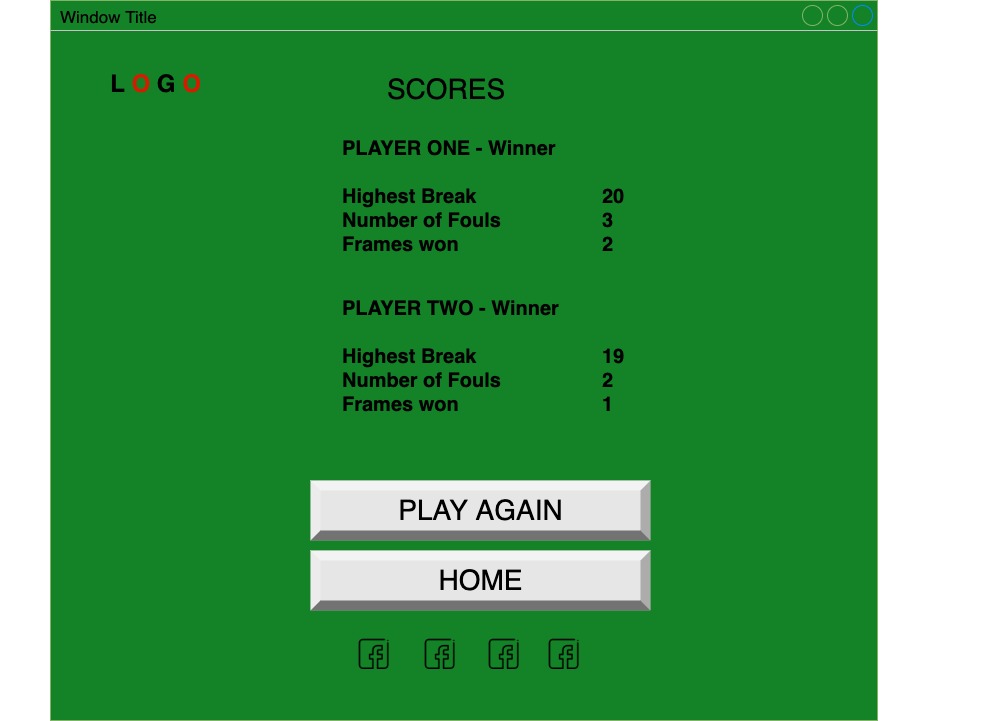 Window Title
L O G O
SCORES
PLAYER ONE - Winner
Highest Break 20
Number of Fouls 3
Frames won 2
PLAYER TWO - Winner
Highest Break 19
Number of Fouls 2
Frames won 1
PLAY AGAIN
HOME